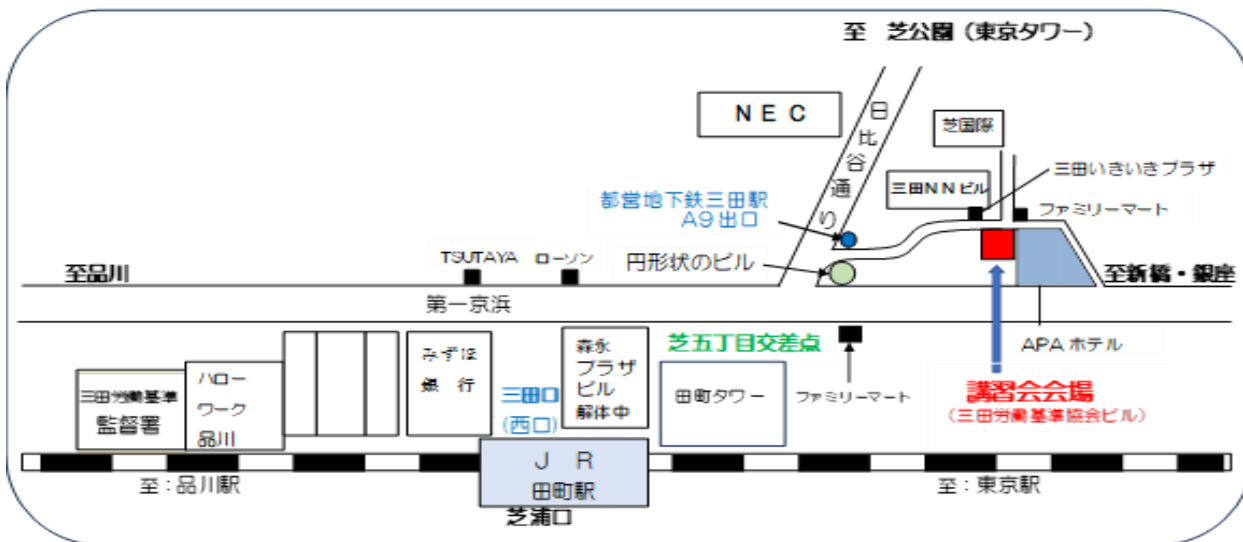 至　芝公園（東京タワー）
ＮＥＣ
日比谷通り
芝国際
三田いきいきプラザ
三田ＮＮビル
ファミリーマート
都営地下鉄三田駅
Ａ９出口
円形状のビル
TSUTAYA
ローソン
至品川
至新橋・銀座
第一京浜
APAホテル
芝五丁目交差点
講習会会場
（三田労働基準協会ビル）
ファミリーマート
田町タワー
森永
プラザ
ビル
解体中
三田口
(西口)
みずほ
銀　行
ハロー
ワーク
品川
三田労働基準
監督署
ＪＲ
田町駅
芝浦口
至：品川駅
至：東京駅